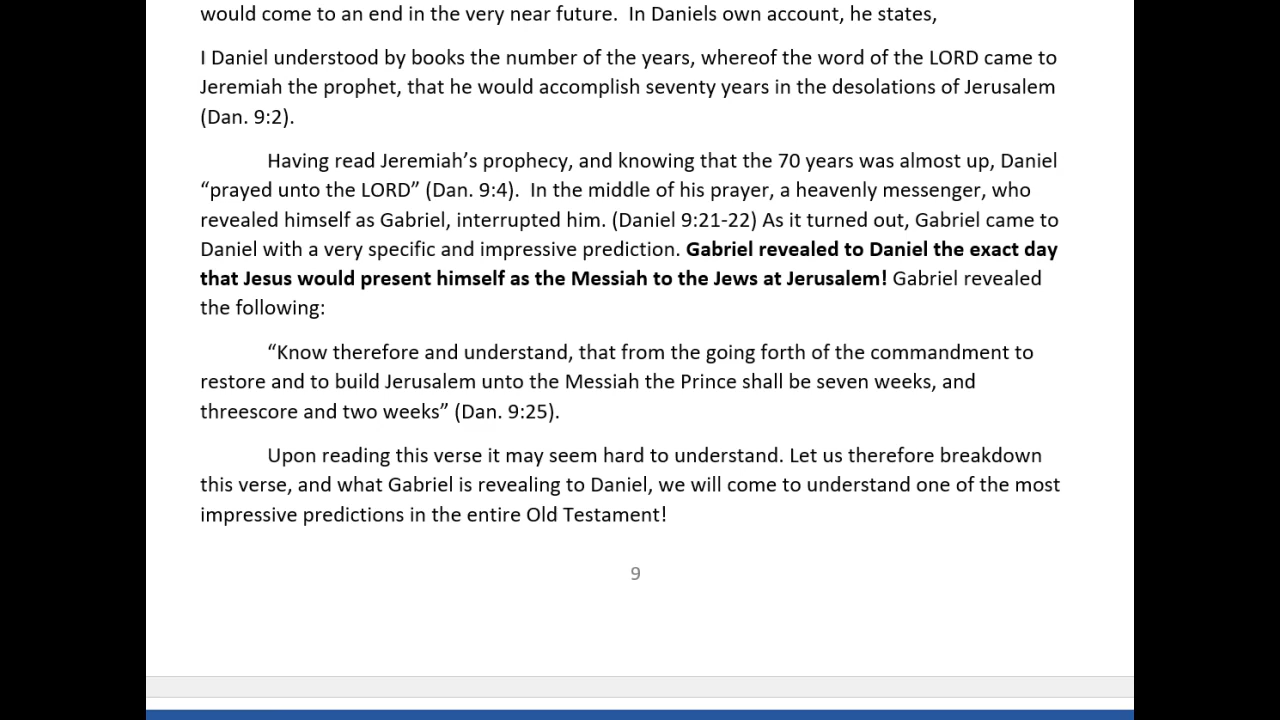 would come to an end in the very near future.  In Daniels own account, he states,
I Daniel understood by books the number of the years, whereof the word of the LORD came to
Jeremiah the prophet, that he would accomplish seventy years in the desolations of Jerusalem
(Dan. 9:2).
Having read Jeremiah’s prophecy, and knowing that the 70 years was almost up, Daniel
“prayed unto the LORD” (Dan. 9:4).  In the middle of his prayer, a heavenly messenger, who
revealed himself as Gabriel, interrupted him. (Daniel 9:21-22) As it turned out, Gabriel came to
Daniel with a very specific and impressive prediction. Gabriel revealed to Daniel the exact day
that Jesus would present himself as the Messiah to the Jews at Jerusalem! Gabriel revealed
the following:
“Know therefore and understand, that from the going forth of the commandment to
restore and to build Jerusalem unto the Messiah the Prince shall be seven weeks, and
threescore and two weeks” (Dan. 9:25).
Upon reading this verse it may seem hard to understand. Let us therefore breakdown
this verse, and what Gabriel is revealing to Daniel, we will come to understand one of the most
impressive predictions in the entire Old Testament!
9